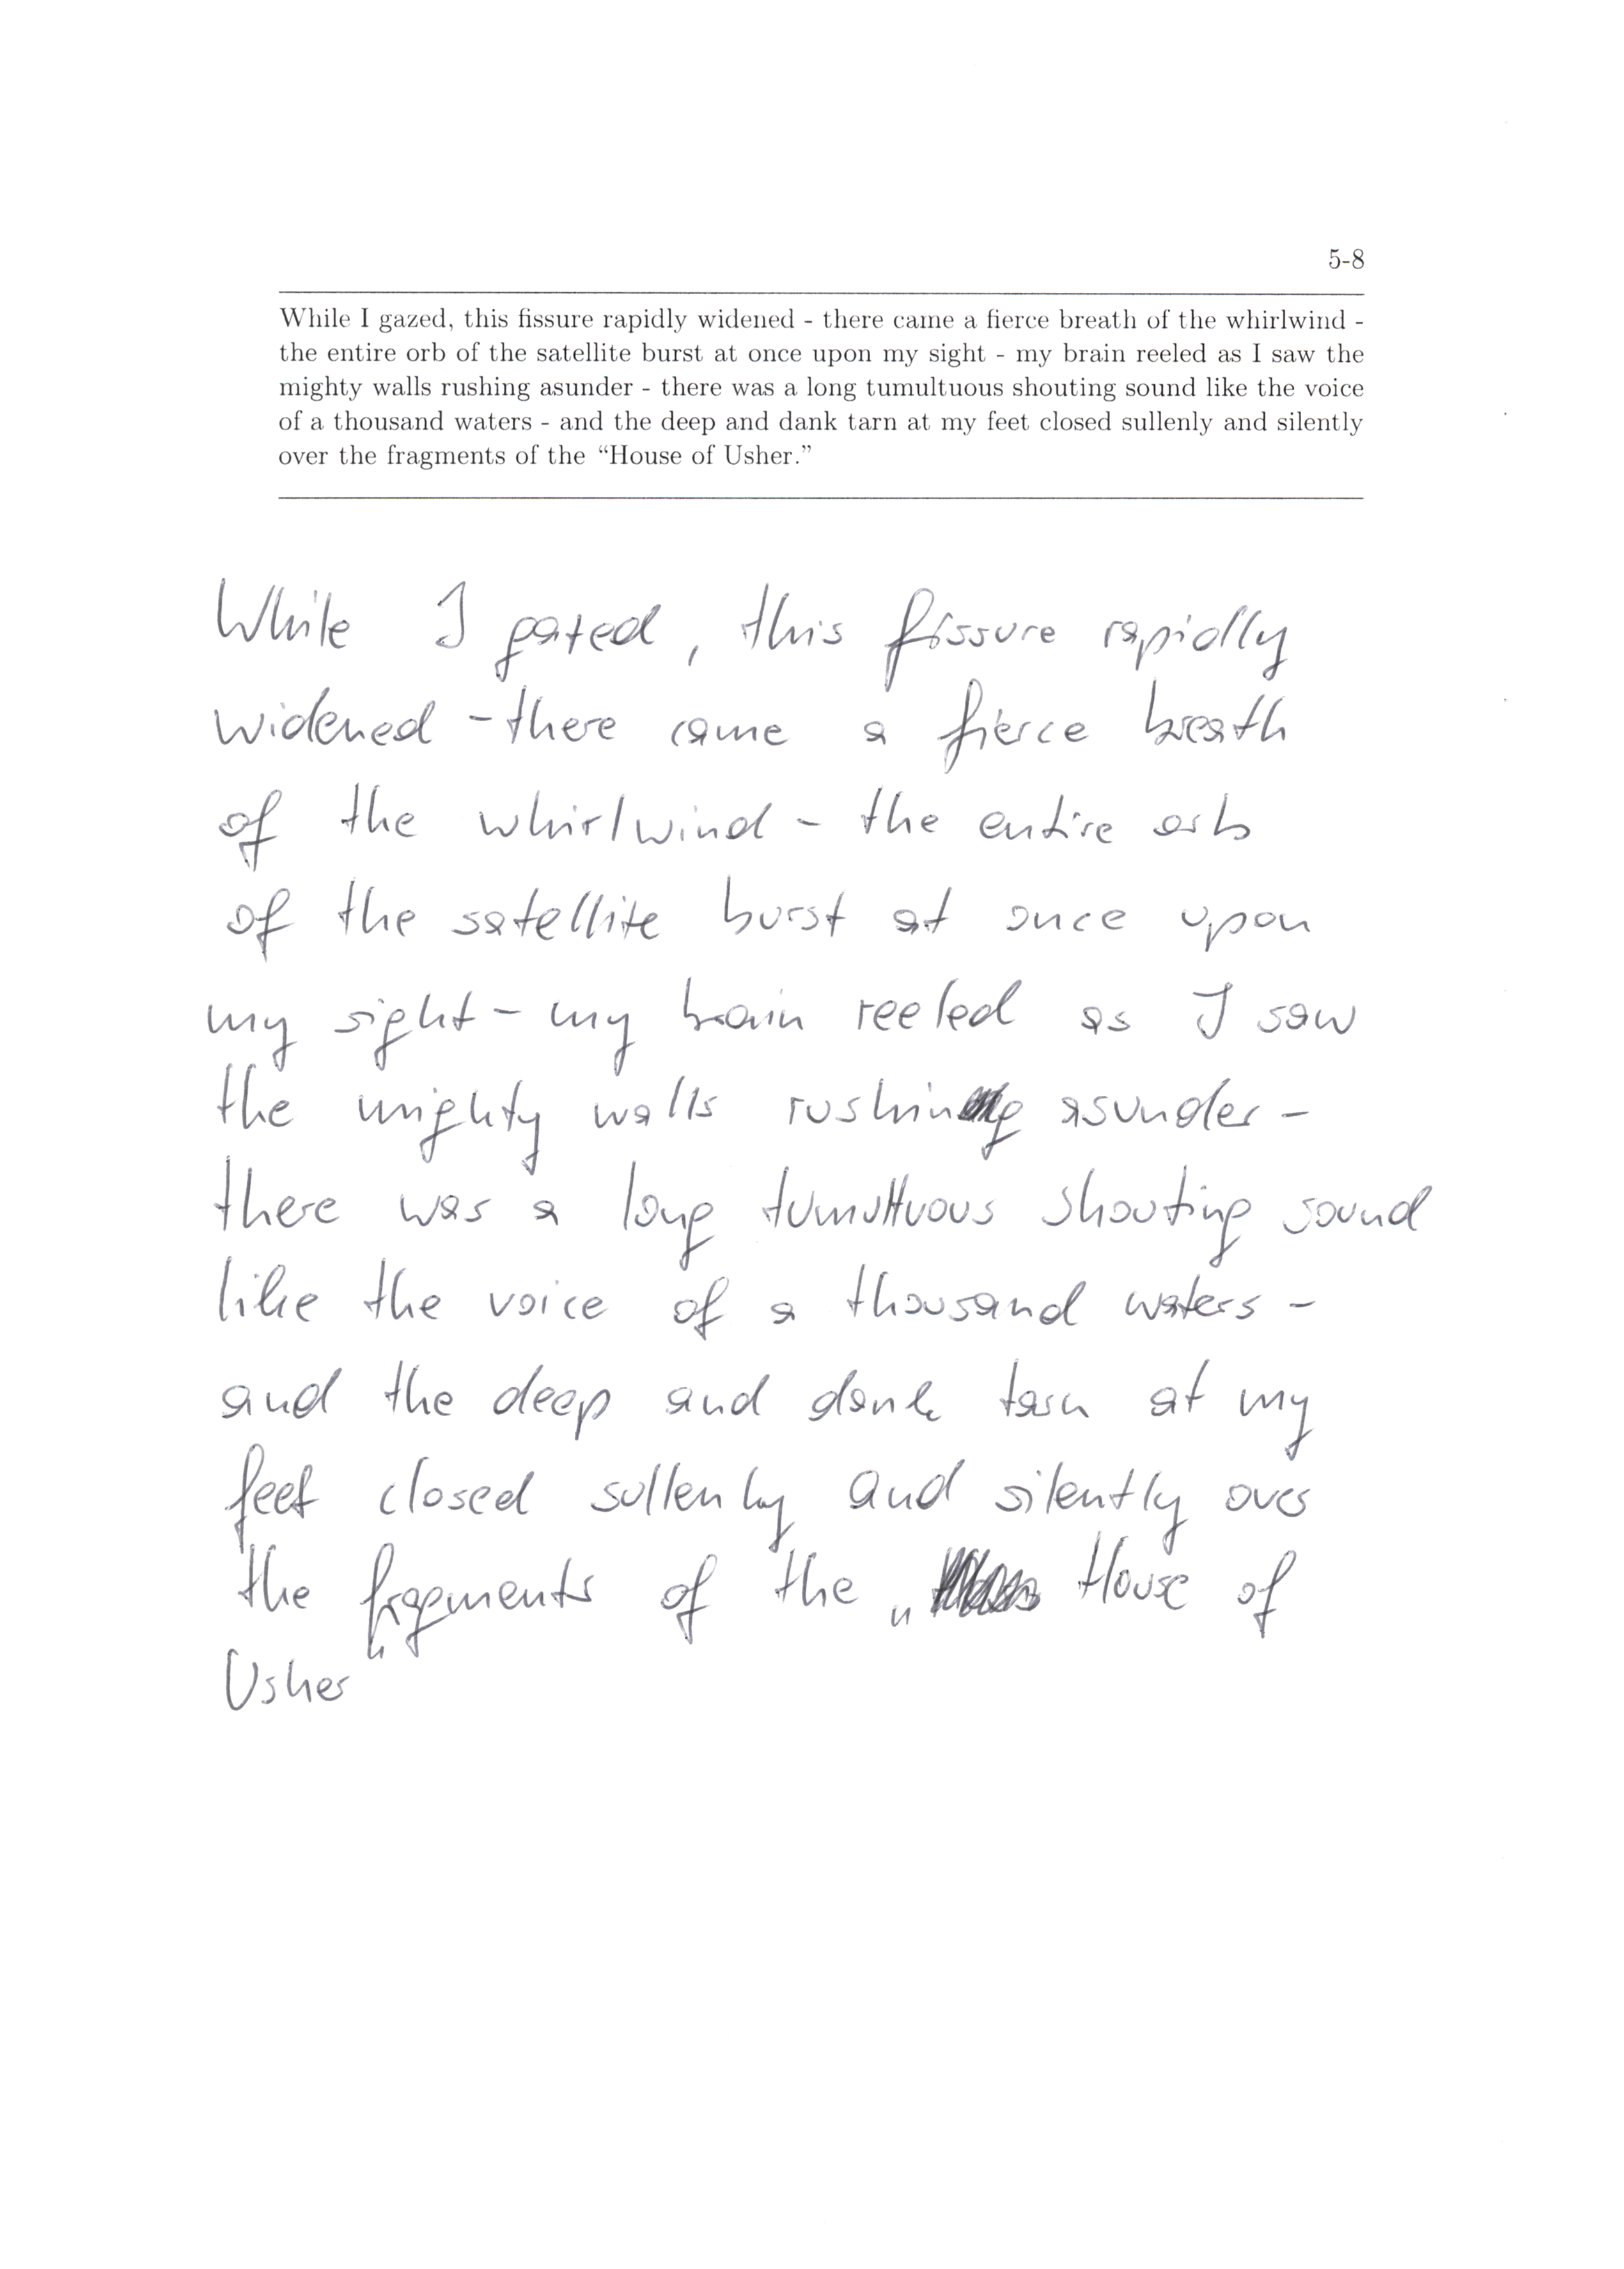 5-8
While I gazed, this fissure rapidly widened - there came a fierce breath of the whirlwind -
the entire orb of the satellite burst at once upon my sight - my brain reeled as I saw the
mighty walls rushing asunder - there was a long tumultuous shouting sound like the voice
of a thousand waters - and the deep and dank tarn at my feet closed sullenly and silently
over the fragments of the “House of Usher.”
While I gazed, this fissure rapidly
widened - there came a fierce breath
of the whirlwind - the entire orb
of the satellite burst at once upon
my sight - my brain reeled as I saw
the mighty walls rushing asunder -
there was a long tumultuous shouting sound
like the voice of a thousand waters -
and the deep and dank tarn at my
feet closed sullenly and silently over
the fragments of the „ House of
Usher“